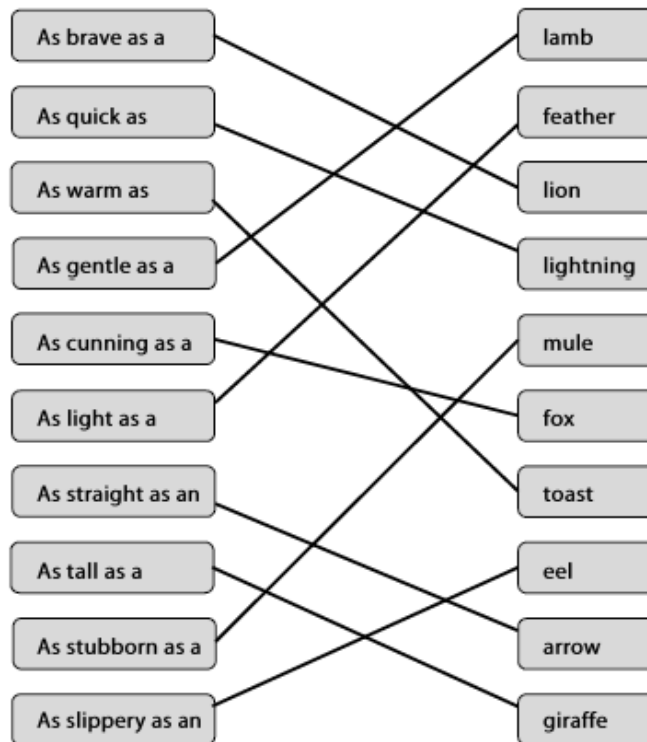 As brave as a
lamb
As quick as
feather
As warm as
lion
As gentle as a
lightning
As cunning as a
mule
As light as a
fox
As straight as an
toast
As tall as a
eel
As stubborn as a
arrow
As slippery as an
giraffe